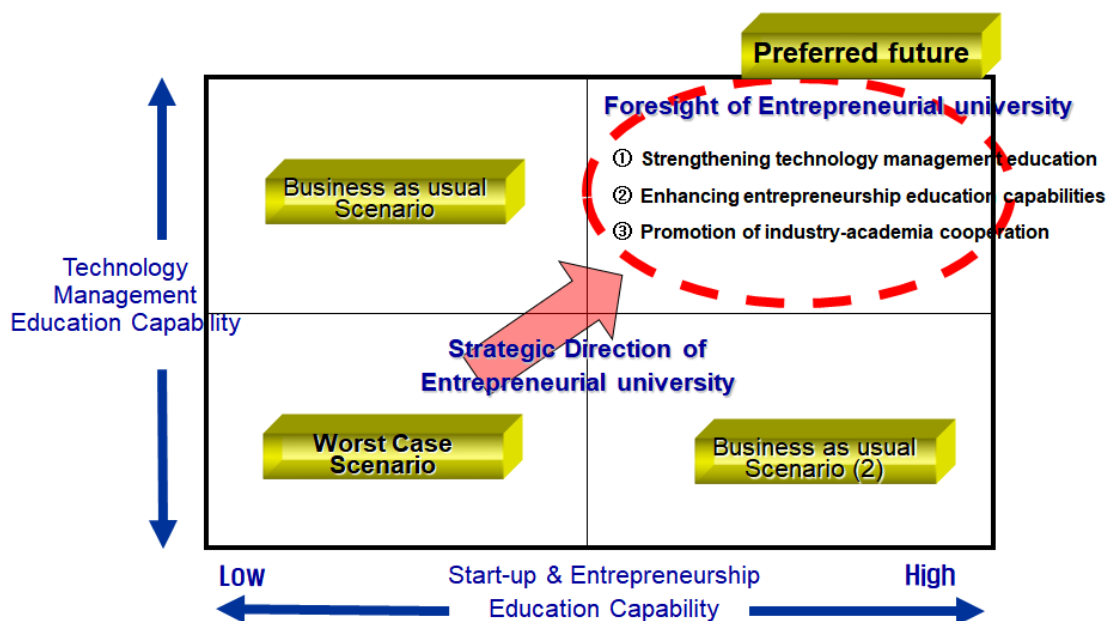 Preferred future
Foresight of Entrepreneurial university
① Strengthening technology management education
② Enhancing entrepreneurship education capabilities
③ Promotion of industry-academia cooperation
Business as usual
Scenario
Technology
Management
Education Capability
Strategic Direction of
Entrepreneurial university
Worst Case
Scenario
Business as usual
Scenario (2)
Low
Start-up & Entrepreneurship
Education Capability
High